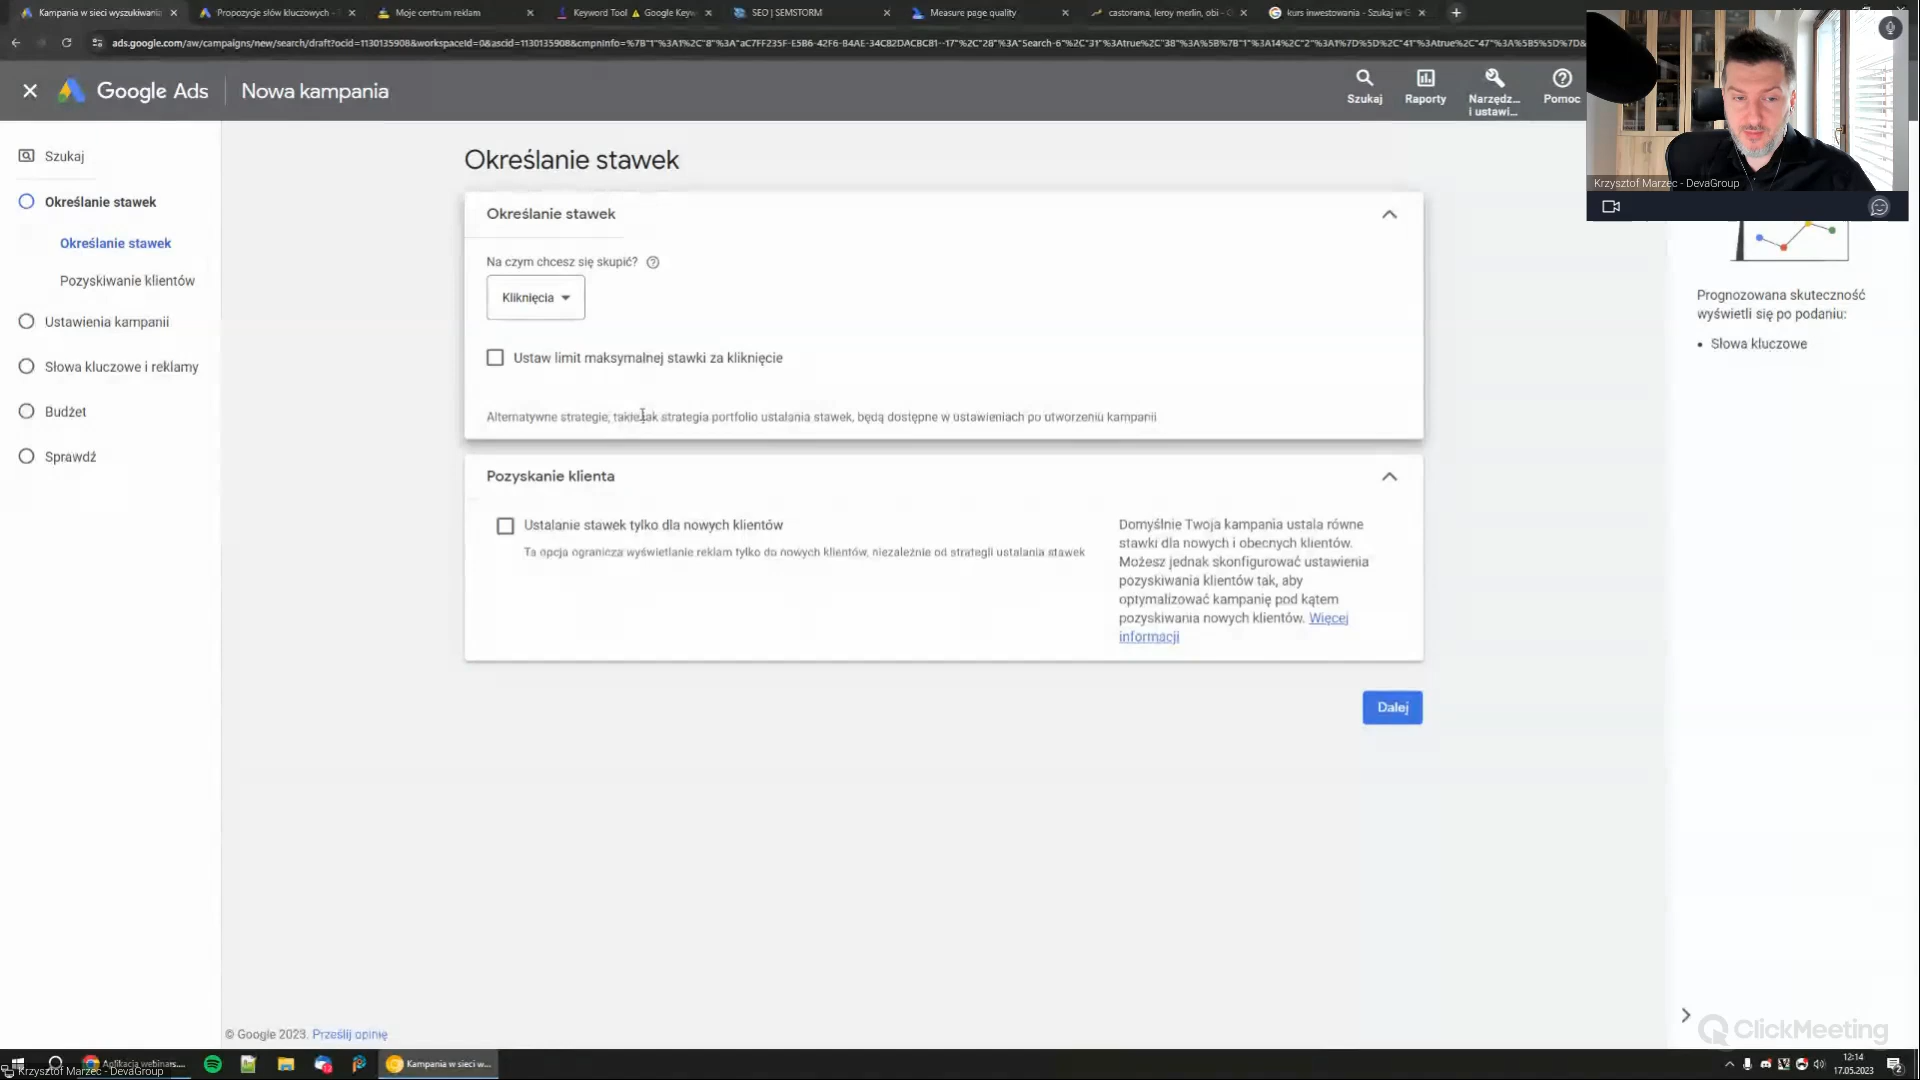 Kampania w sieci wyszukiwania
Propozycje słów kluczowych -
Moje centrum reklam
Keyword Tool ⚠ Google Keyw
SEO | SEMSTORM
Measure page quality
castorama, leroy merlin, obi -
kurs inwestowania - Szukaj w G
ads.google.com/aw/campaigns/new/search/draft?ocid=1130135908&workspaceId=0&ascid=1130135908&cmpnInfo=%7B"1"%3A1%2C"8"%3A"aC7FF235F-E5B6-42F6-B4AE-34C82DACBCB1--17"%2C"28"%3A"Search-6"%2C"31"%3Atrue%2C"38"%3A%5B%7B"1"%3A14%2C"2"%3A1%7D%5D%2C"41"%3Atrue%2C"47"%3A%5B5%5D%7D&
Google Ads
Nowa kampania
Szukaj
Raporty
Narzędz...
i ustawi...
Pomoc
Krzysztof Marzec - DevaGroup
Szukaj
Określanie stawek
Określanie stawek
Pozyskiwanie klientów
Ustawienia kampanii
Słowa kluczowe i reklamy
Budżet
Sprawdź
Określanie stawek
Określanie stawek
Na czym chcesz się skupić?
Kliknięcia
Ustaw limit maksymalnej stawki za kliknięcie
Alternatywne strategie, takie jak strategia portfolio ustalania stawek, będą dostępne w ustawieniach po utworzeniu kampanii
Pozyskanie klienta
Ustalanie stawek tylko dla nowych klientów
Ta opcja ogranicza wyświetlanie reklam tylko do nowych klientów, niezależnie od strategii ustalania stawek
Domyślnie Twoja kampania ustala równe
stawki dla nowych i obecnych klientów.
Możesz jednak skonfigurować ustawienia
pozyskiwania klientów tak, aby
optymalizować kampanię pod kątem
pozyskiwania nowych klientów. Więcej
informacji
Dalej
Prognozowana skuteczność
wyświetli się po podaniu:
• Słowa kluczowe
© Google 2023. Prześlij opinię
ClickMeeting
Aplikacja webinars...
Kampania w sieci w...
Krzysztof Marzec - DevaGroup
12:14
17.05.2023